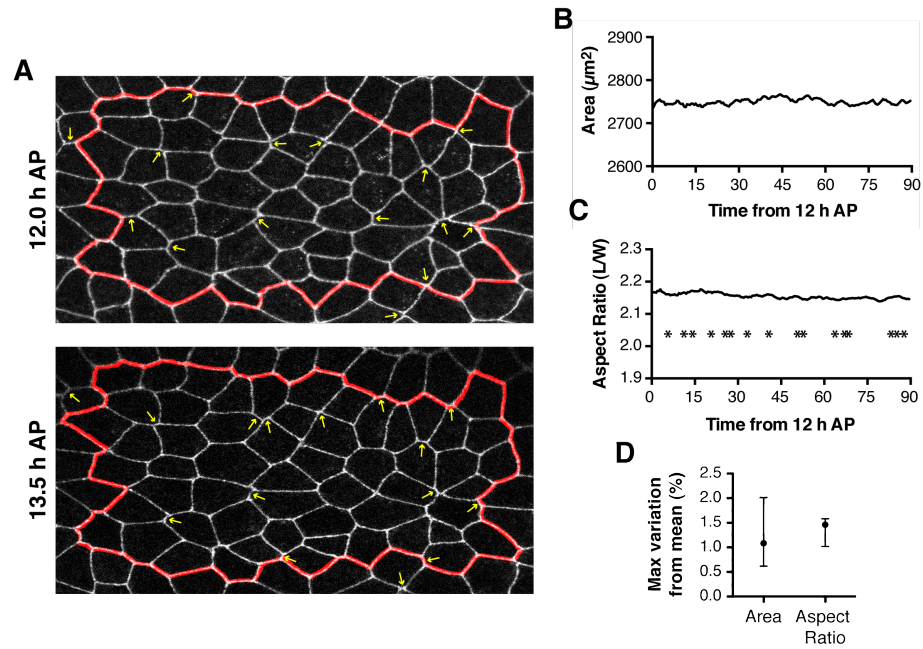 A
12.0 h AP
13.5 h AP
B
Area (µm2)
2900
2800
2700
2600
0 15 30 45 60 75 90
Time from 12 h AP
C
Aspect Ratio (L/W)
2.3
2.2
2.1
2.0
1.9
* ** * ** * * ** ** ***
0 15 30 45 60 75 90
Time from 12 h AP
D
Max variation
from mean (%)
2.5
2.0
1.5
1.0
0.5
0.0
Area Aspect
Ratio